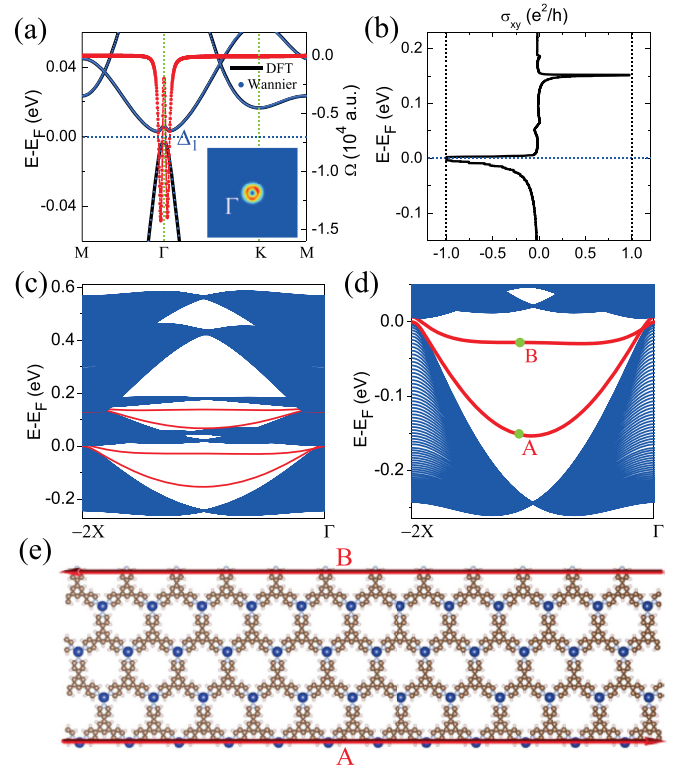 (a)
E-E_F (eV)
0.04
-0.00
-0.04
M
Γ
K
M
DFT
Wannier
Δ_1
Γ
0.0
-0.5
-1.0
-1.5
Ω (10^4 a.u.)
(b)
σ_xy (e^2/h)
E-E_F (eV)
0.2
0.1
0.0
-0.1
-1.0
-0.5
0.0
0.5
1.0
(c)
E-E_F (eV)
0.6
0.4
0.2
0.0
-0.2
−2X
Γ
(d)
E-E_F (eV)
0.0
-0.1
-0.2
B
A
−2X
Γ
(e)
B
A